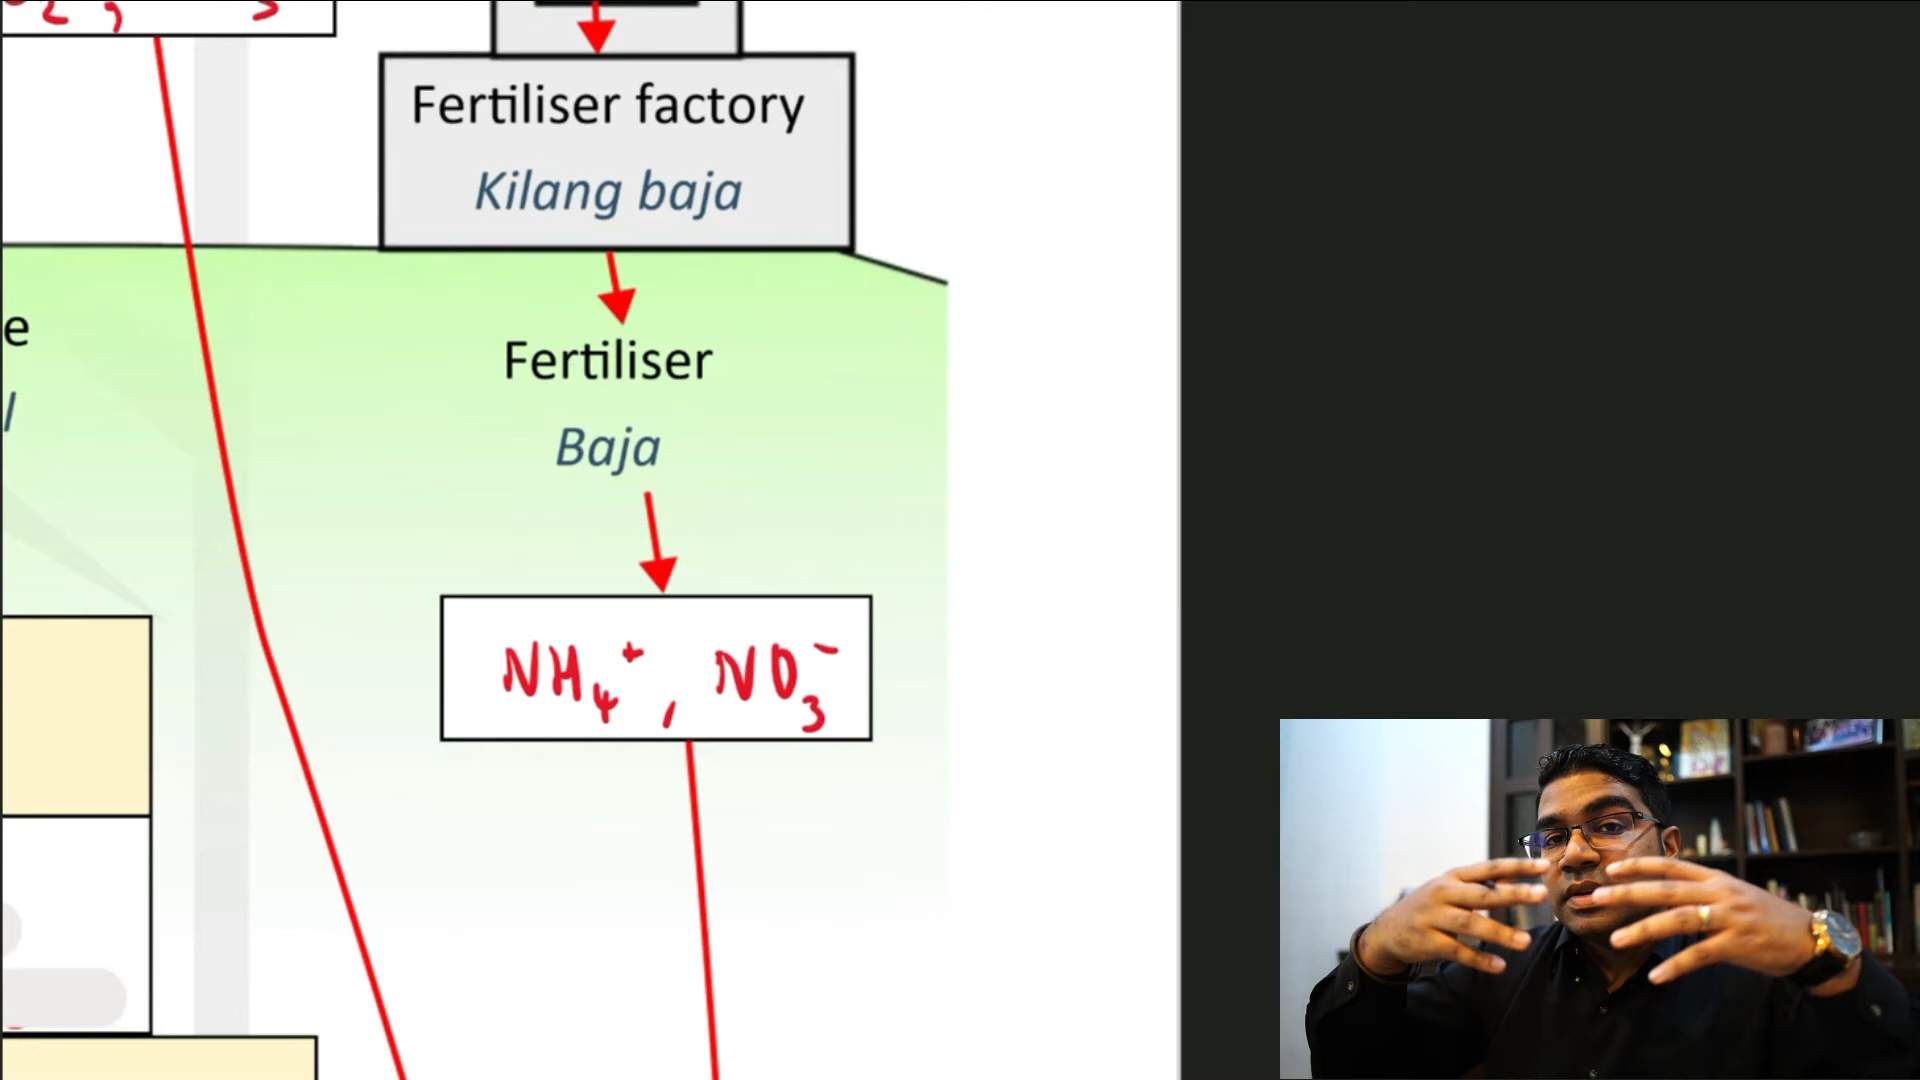 Fertiliser factory
Kilang baja
e
l
Fertiliser
Baja
NH₄⁺, NO₃⁻